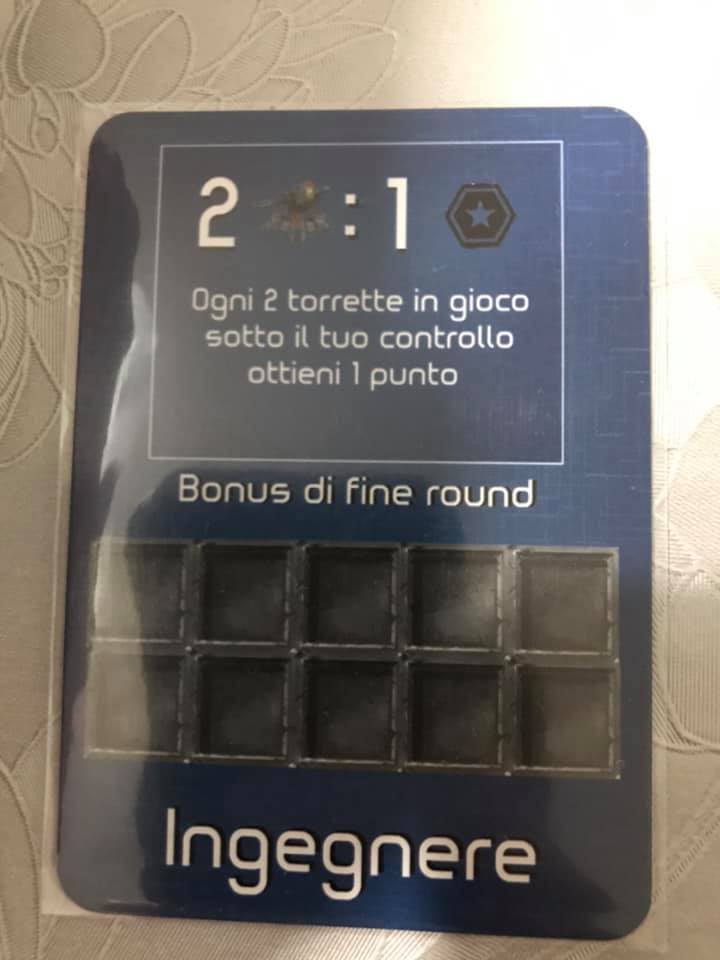 2 : 1
Ogni 2 torrette in gioco
sotto il tuo controllo
ottieni 1 punto
Bonus di fine round
Ingegnere